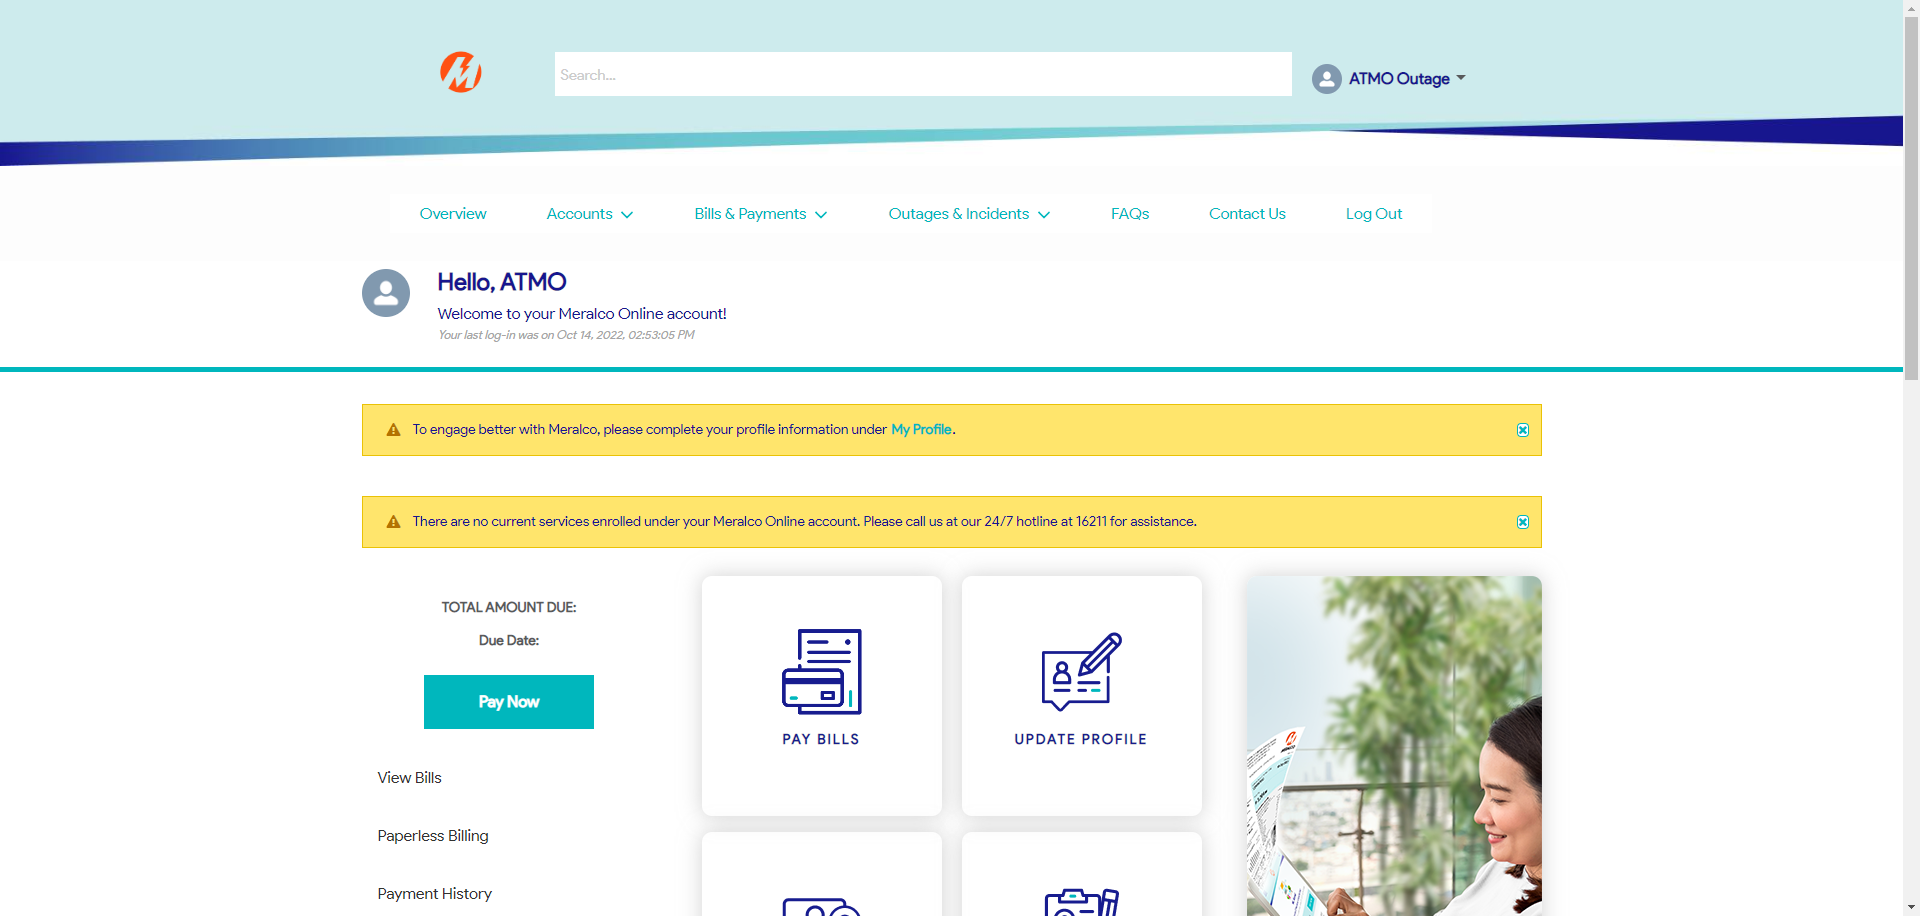 Search...
ATMO Outage
Overview
Accounts
Bills & Payments
Outages & Incidents
FAQs
Contact Us
Log Out
Hello, ATMO
Welcome to your Meralco Online account!
Your last log-in was on Oct 14, 2022, 02:53:05 PM
To engage better with Meralco, please complete your profile information under My Profile.
There are no current services enrolled under your Meralco Online account. Please call us at our 24/7 hotline at 16211 for assistance.
TOTAL AMOUNT DUE:
Due Date:
Pay Now
View Bills
Paperless Billing
Payment History
PAY BILLS
UPDATE PROFILE
MERALCO